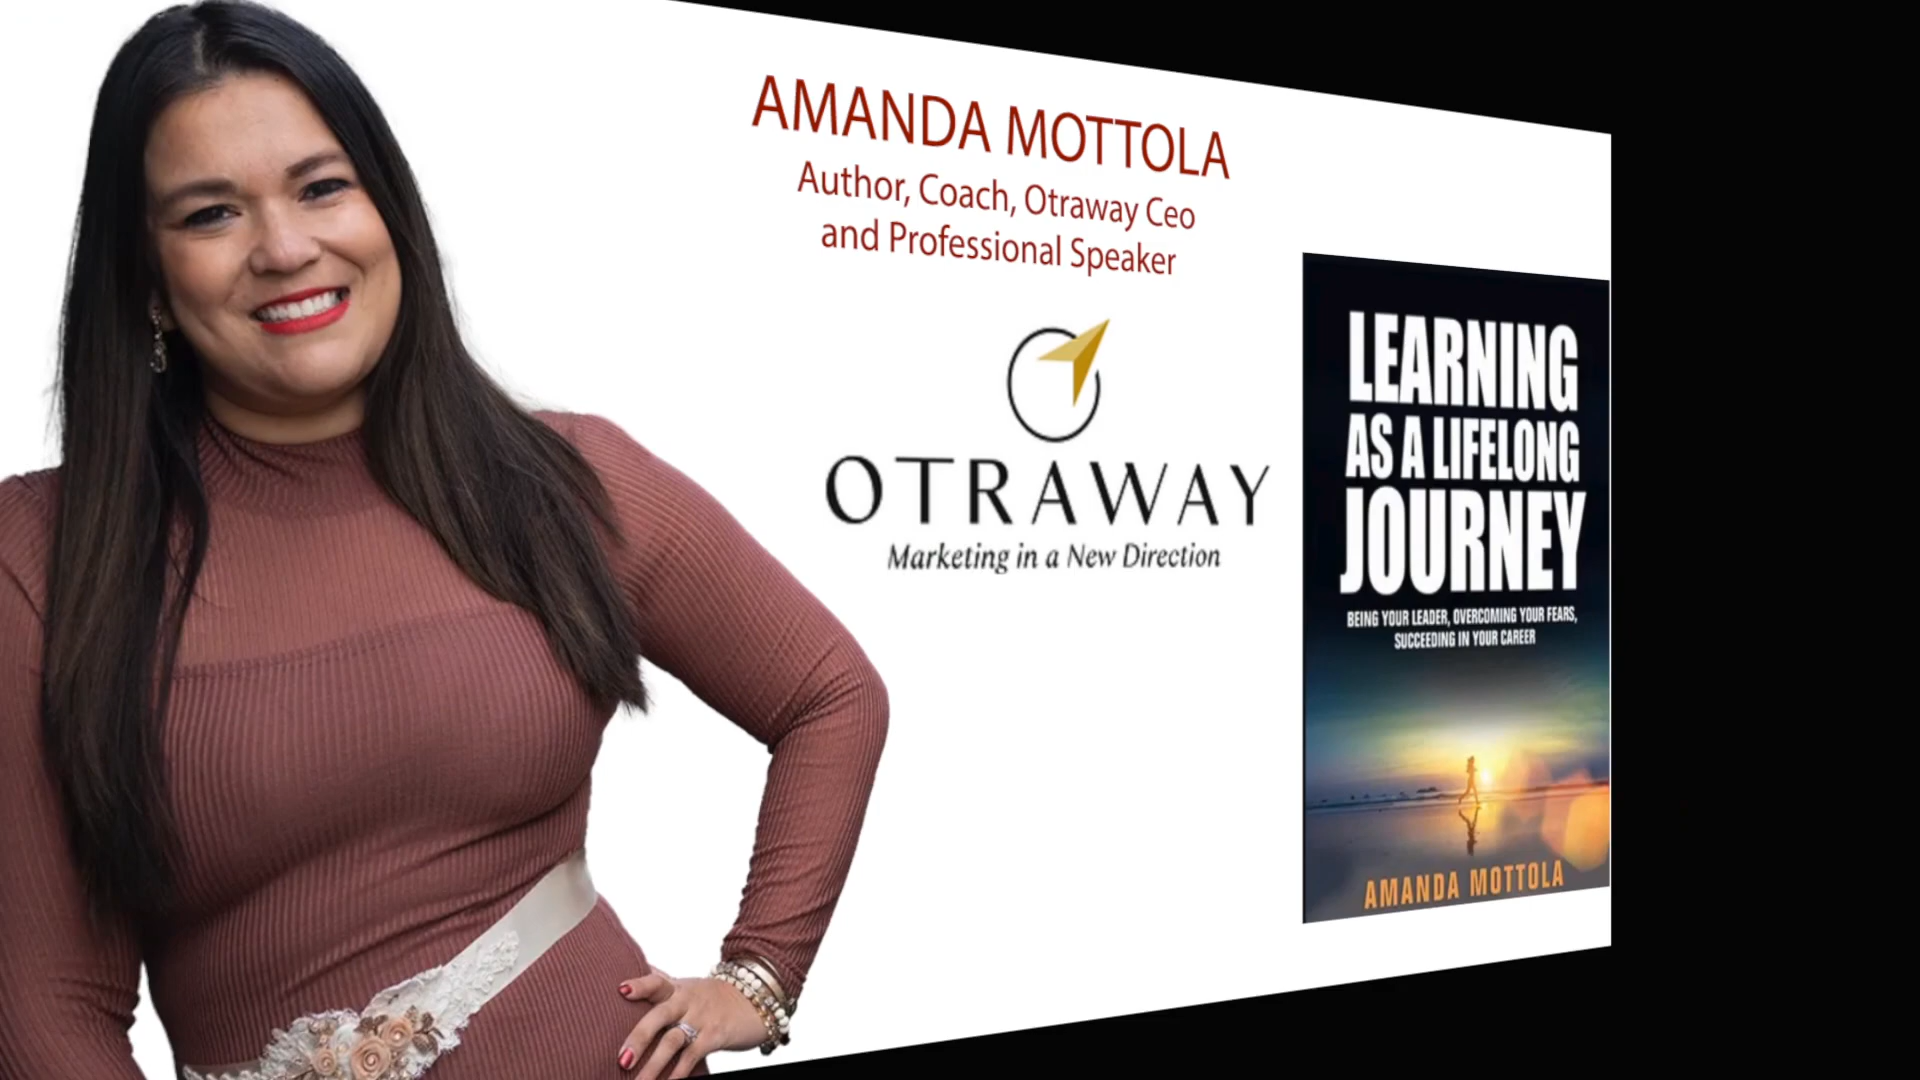 AMANDA MOTTOLA
Author, Coach, Otraway Ceo
and Professional Speaker
OTRAWAY
Marketing in a New Direction
LEARNING
AS A LIFELONG
JOURNEY
BEING YOUR LEADER, OVERCOMING YOUR FEARS,
SUCCEEDING IN YOUR CAREER
AMANDA MOTTOLA